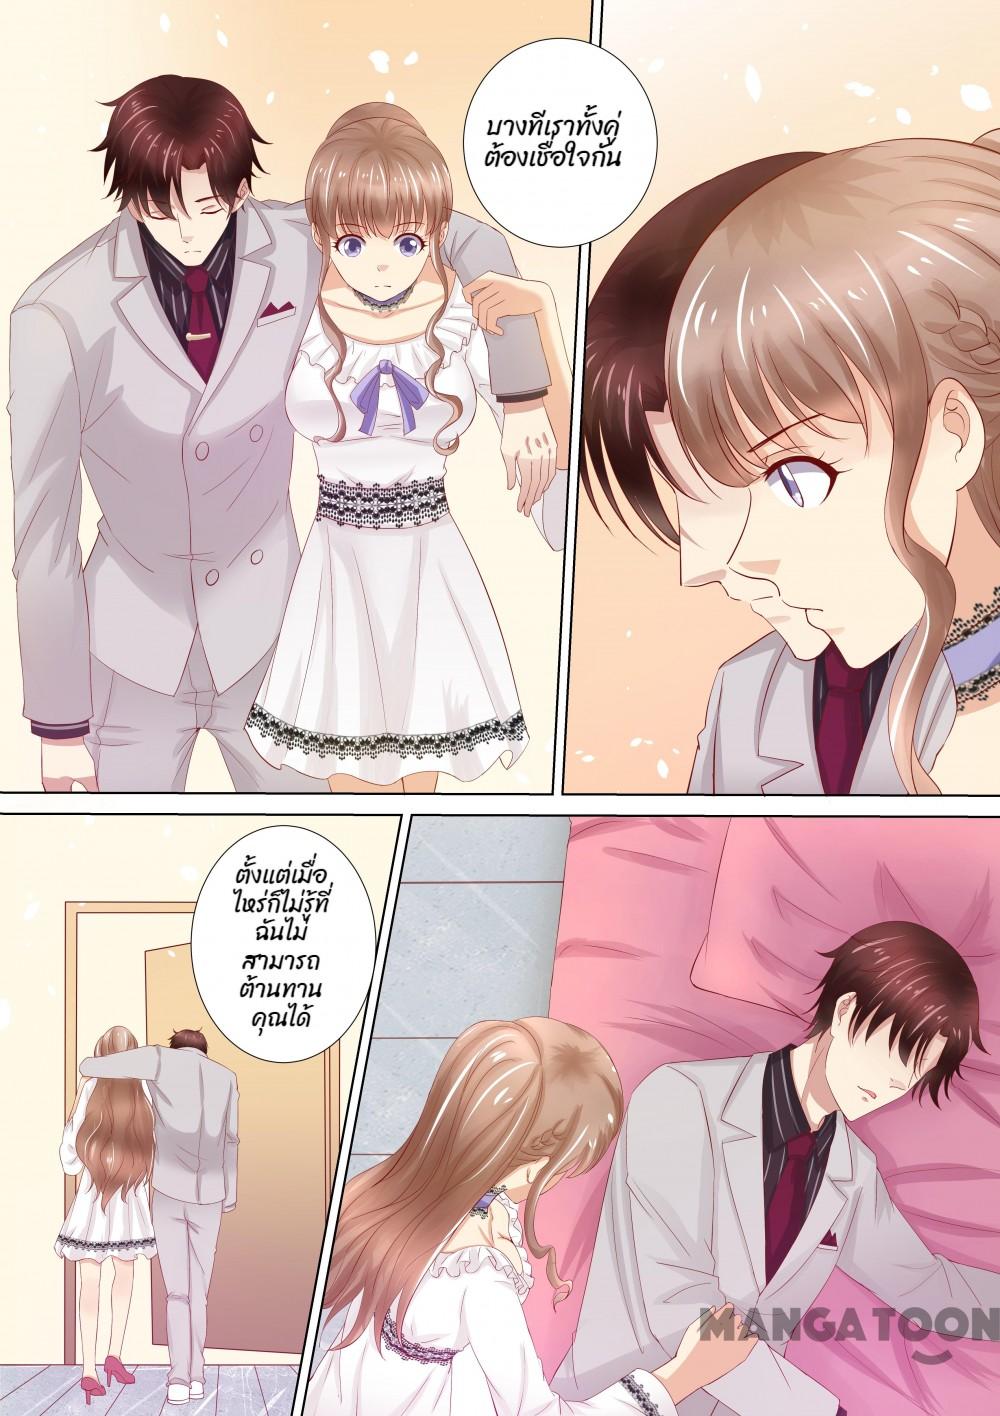 บางทีเราทั้งคู่
ต้องเชื่อใจกัน
ตั้งแต่เมื่อ
ไหร่ก็ไม่รู้ที่
ฉันไม่
สามารถ
ต้านทาน
คุณได้
MANGATOON